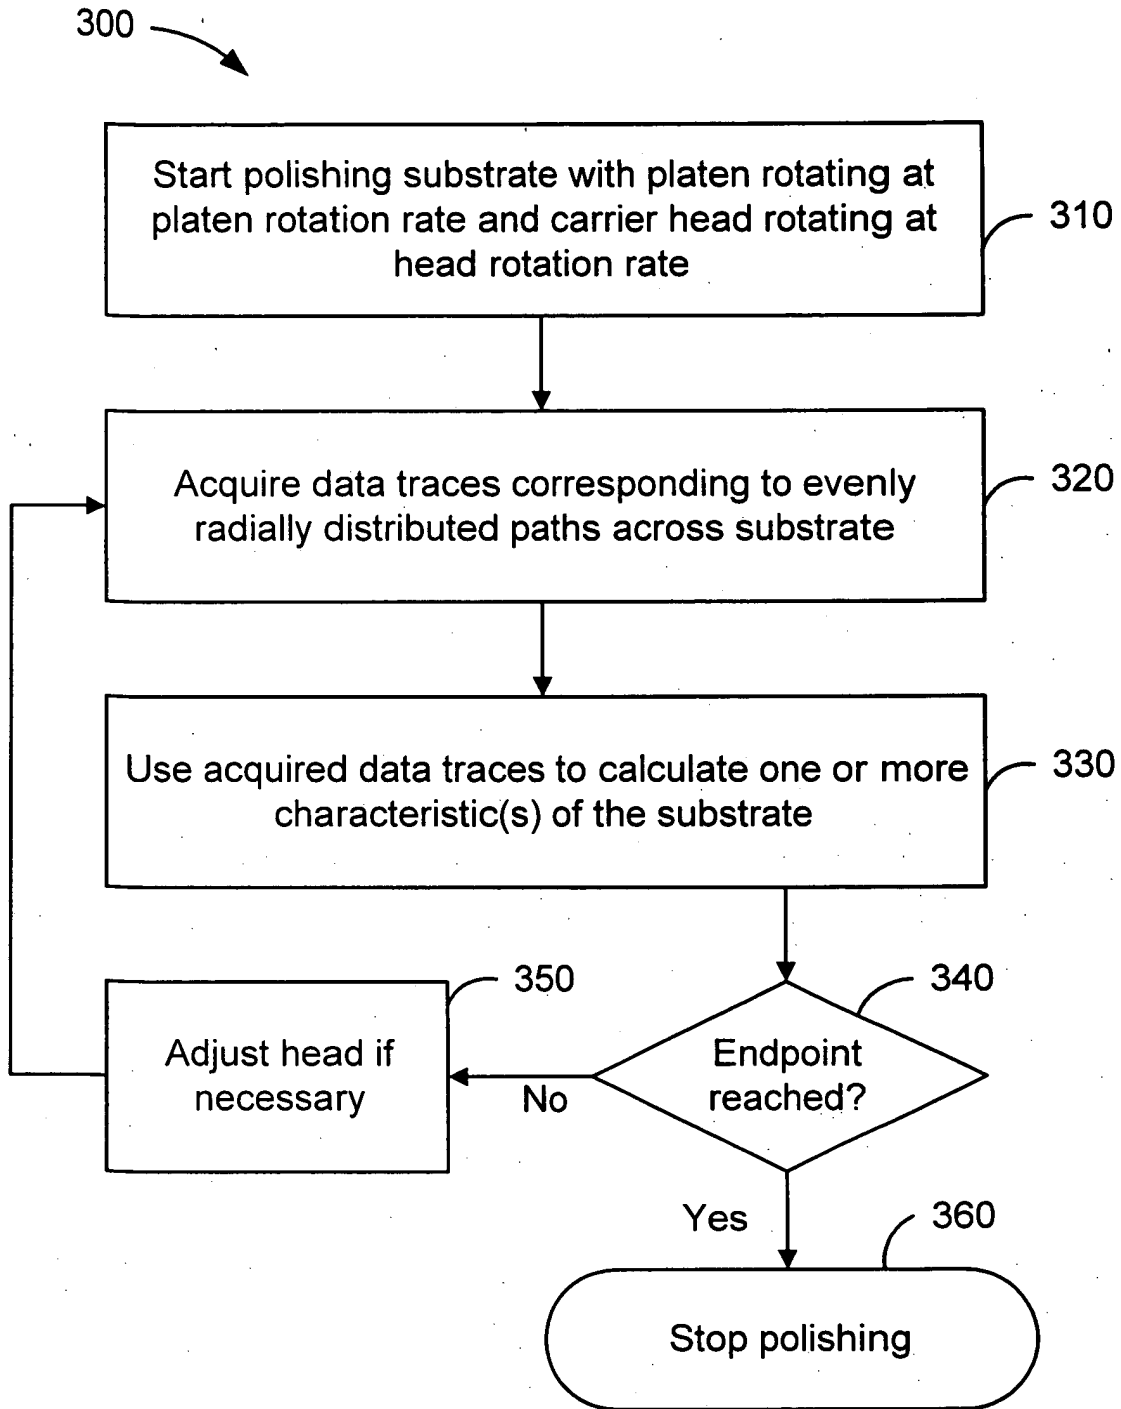 300
Start polishing substrate with platen rotating at
platen rotation rate and carrier head rotating at
head rotation rate
310
Acquire data traces corresponding to evenly
radially distributed paths across substrate
320
Use acquired data traces to calculate one or more
characteristic(s) of the substrate
330
340
Endpoint
reached?
350
Adjust head if
necessary
No
Yes
360
Stop polishing